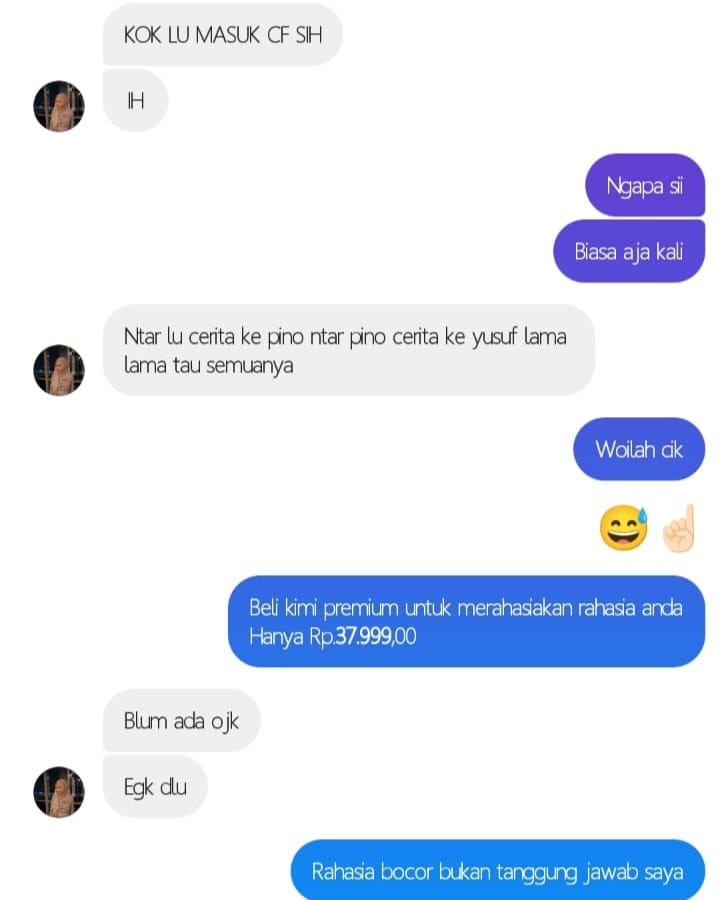 KOK LU MASUK CF SIH
IH
Ngapa sii
Biasa aja kali
Ntar lu cerita ke pino ntar pino cerita ke yusuf lama
lama tau semuanya
Woilah cik
😅☝🏻
Beli kimi premium untuk merahasiakan rahasia anda
Hanya Rp.37.999,00
Blum ada ojk
Egk dlu
Rahasia bocor bukan tanggung jawab saya